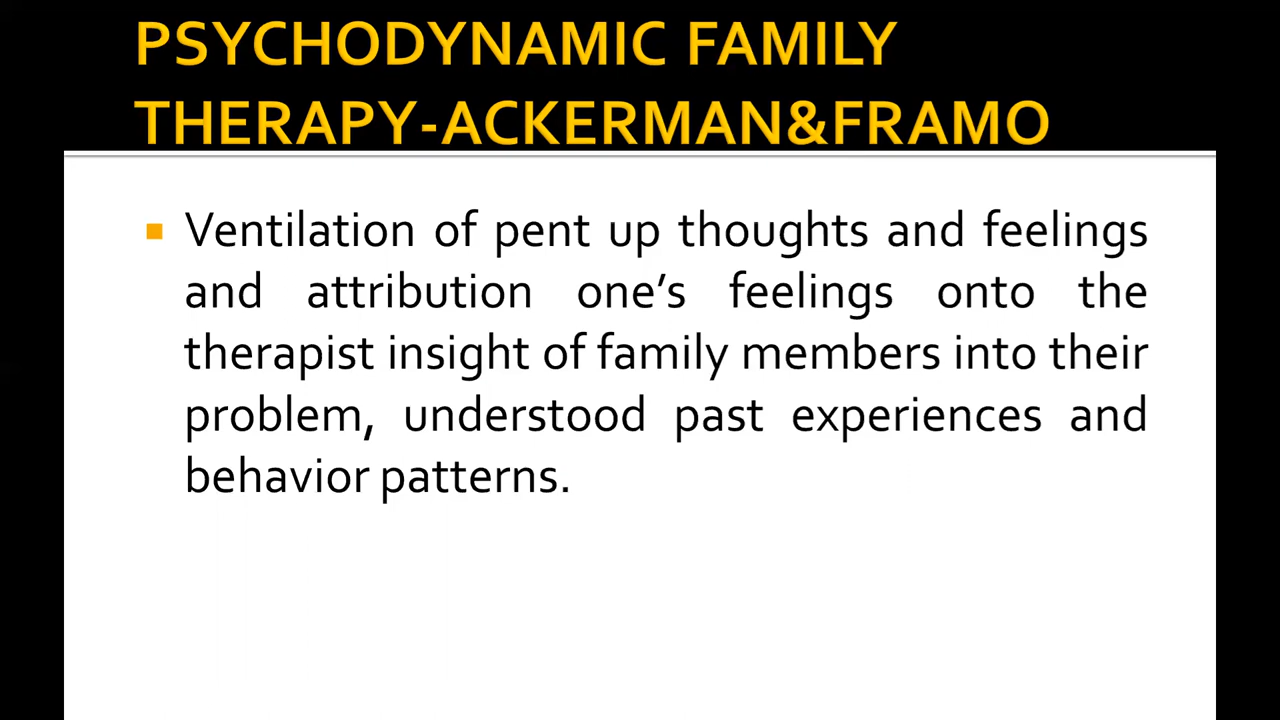 PSYCHODYNAMIC FAMILY
THERAPY-ACKERMAN&FRAMO
Ventilation of pent up thoughts and feelings
and attribution one’s feelings onto the
therapist insight of family members into their
problem, understood past experiences and
behavior patterns.